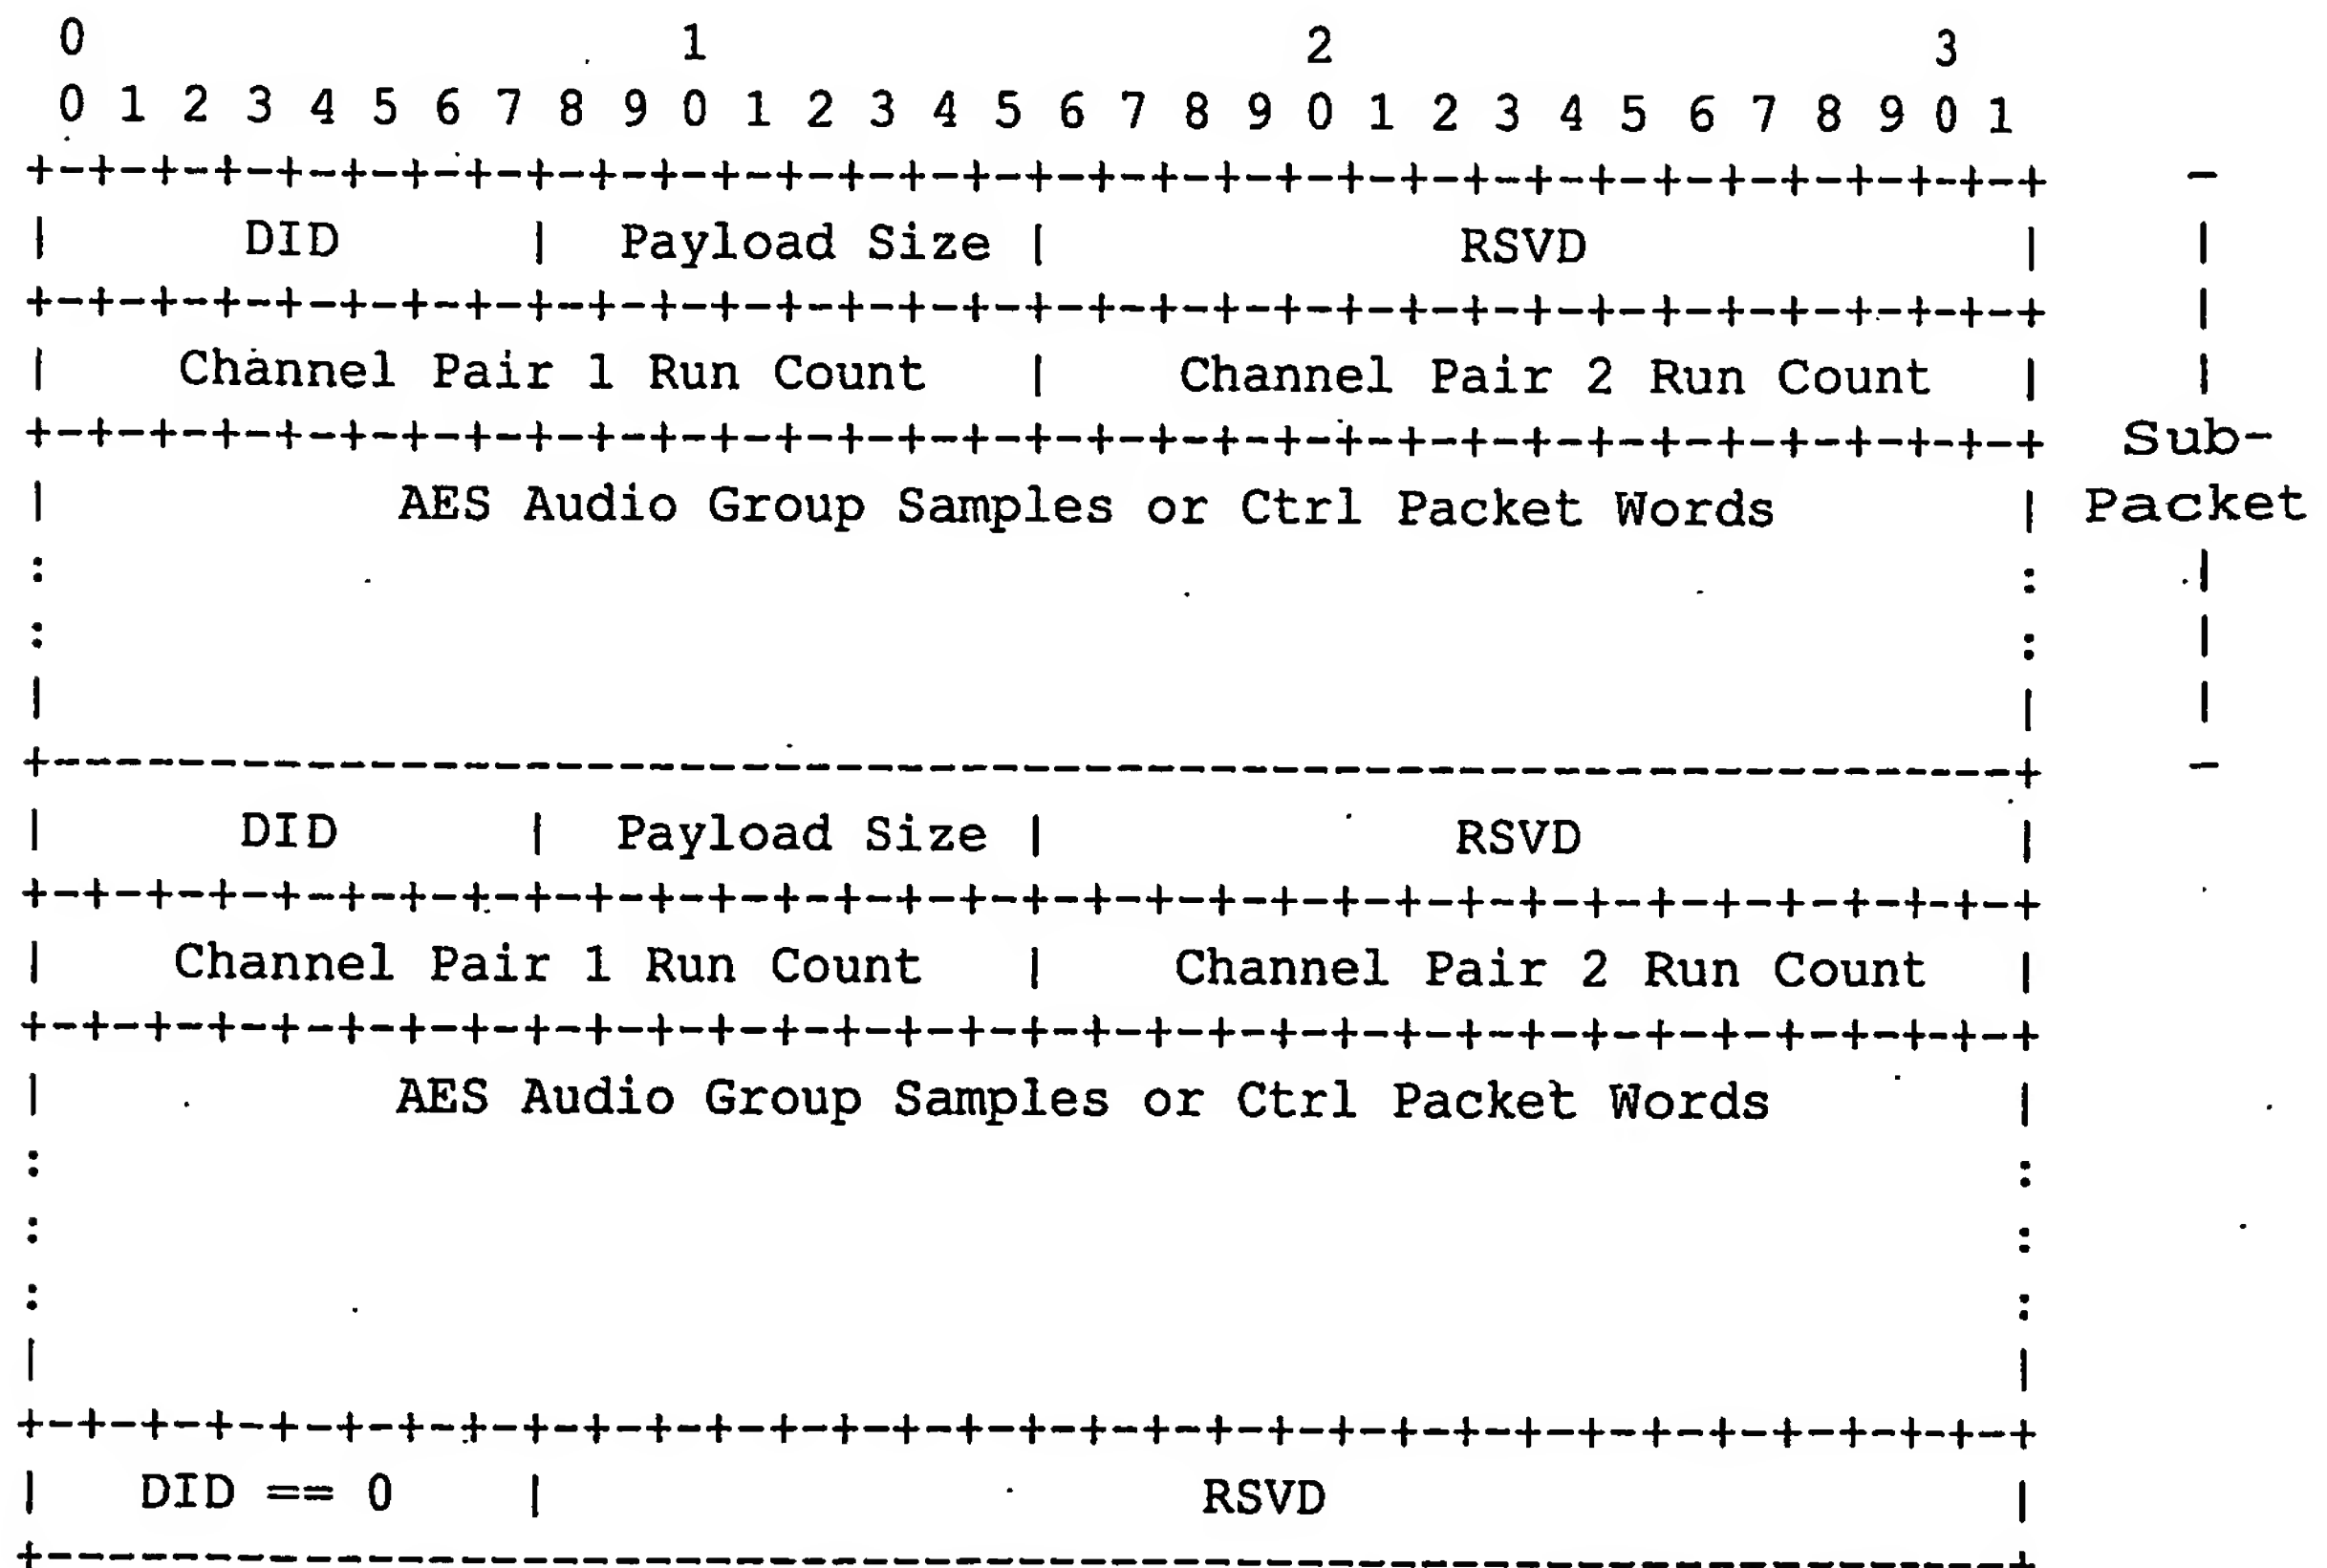 0                   1                   2                   3
0 1 2 3 4 5 6 7 8 9 0 1 2 3 4 5 6 7 8 9 0 1 2 3 4 5 6 7 8 9 0 1
+-+-+-+-+-+-+-+-+-+-+-+-+-+-+-+-+-+-+-+-+-+-+-+-+-+-+-+-+-+-+-+-+ -
| DID | Payload Size | RSVD | |
+-+-+-+-+-+-+-+-+-+-+-+-+-+-+-+-+-+-+-+-+-+-+-+-+-+-+-+-+-+-+-+-+ |
| Channel Pair 1 Run Count | Channel Pair 2 Run Count | |
+-+-+-+-+-+-+-+-+-+-+-+-+-+-+-+-+-+-+-+-+-+-+-+-+-+-+-+-+-+-+-+-+ Sub-
| AES Audio Group Samples or Ctrl Packet Words | Packet
: : |
: : |
| | |
+---------------------------------------------------------------+ -
| DID | Payload Size | RSVD |
+-+-+-+-+-+-+-+-+-+-+-+-+-+-+-+-+-+-+-+-+-+-+-+-+-+-+-+-+-+-+-+-+
| Channel Pair 1 Run Count | Channel Pair 2 Run Count |
+-+-+-+-+-+-+-+-+-+-+-+-+-+-+-+-+-+-+-+-+-+-+-+-+-+-+-+-+-+-+-+-+
| AES Audio Group Samples or Ctrl Packet Words |
: :
: :
: :
| |
+-+-+-+-+-+-+-+-+-+-+-+-+-+-+-+-+-+-+-+-+-+-+-+-+-+-+-+-+-+-+-+-+
| DID == 0 | RSVD |
+---------------------------------------------------------------+